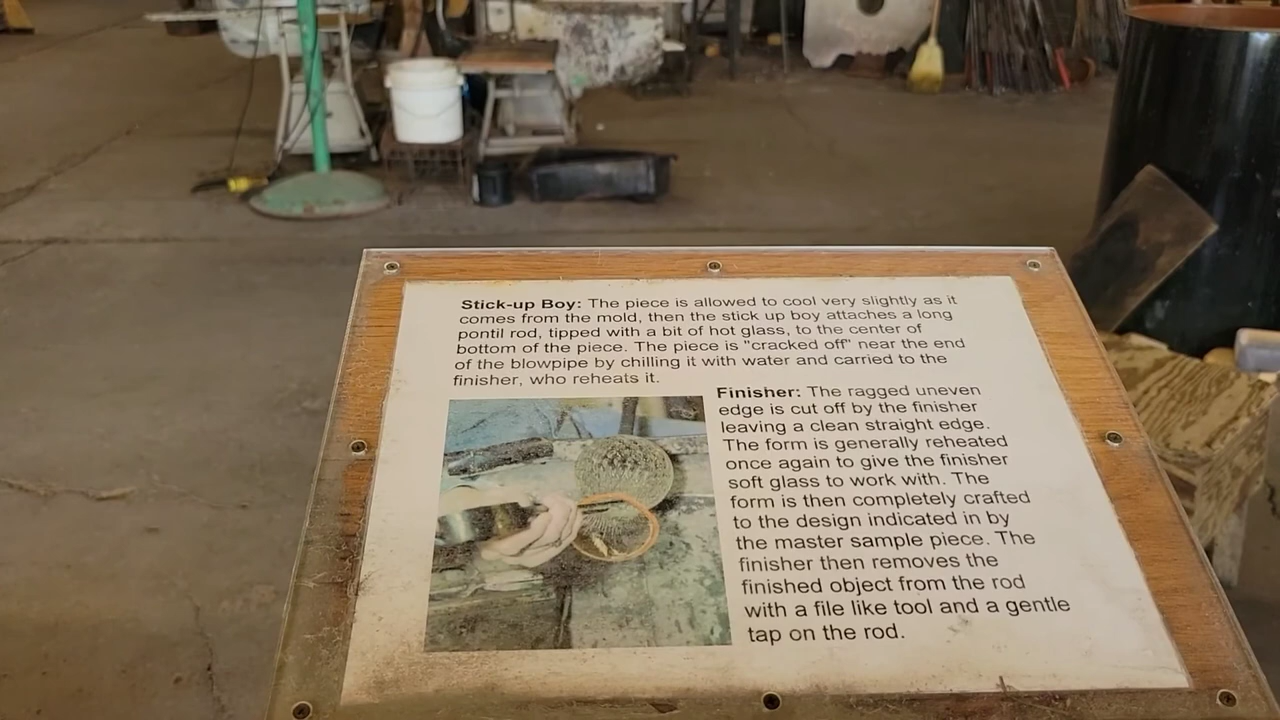 Stick-up Boy: The piece is allowed to cool very slightly as it
comes from the mold, then the stick up boy attaches a long
pontil rod, tipped with a bit of hot glass, to the center of
bottom of the piece. The piece is "cracked off" near the end
of the blowpipe by chilling it with water and carried to the
finisher, who reheats it.
Finisher: The ragged uneven
edge is cut off by the finisher
leaving a clean straight edge.
The form is generally reheated
once again to give the finisher
soft glass to work with. The
form is then completely crafted
to the design indicated in by
the master sample piece. The
finisher then removes the
finished object from the rod
with a file like tool and a gentle
tap on the rod.